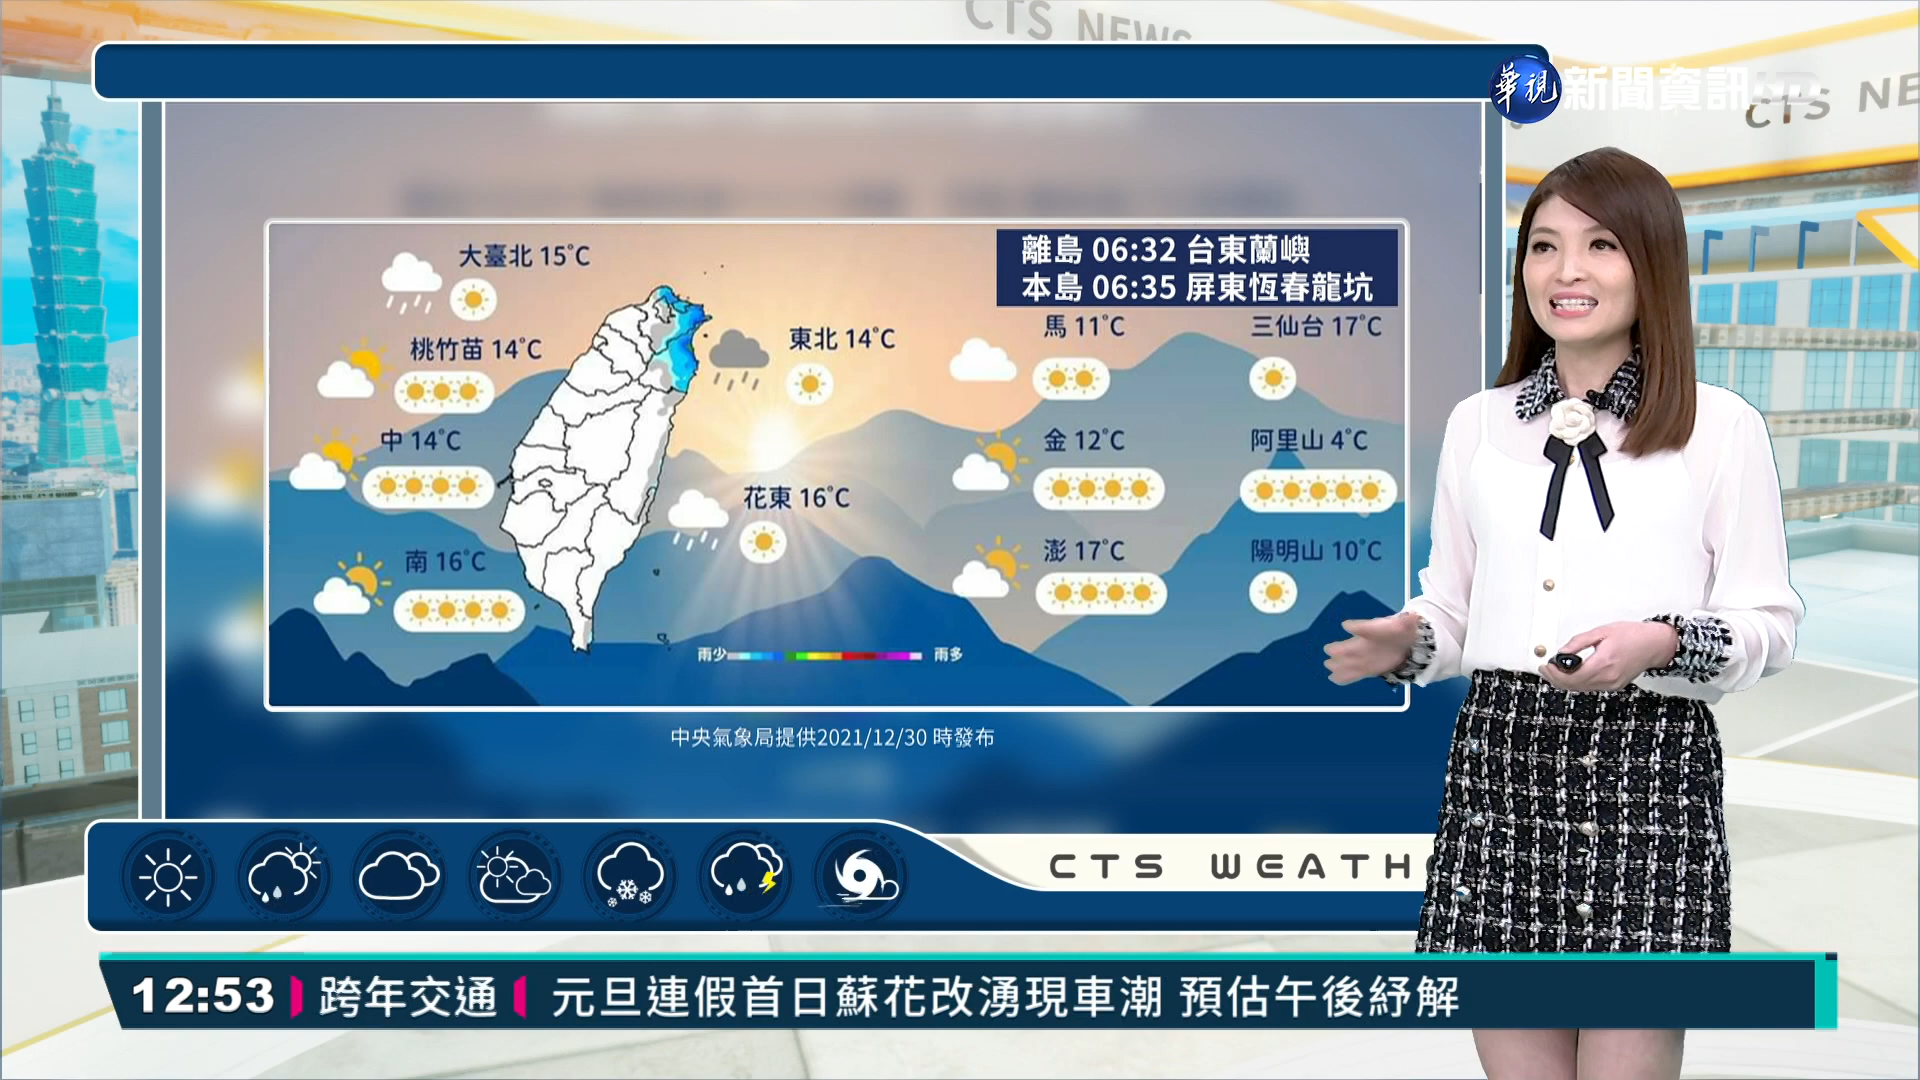 CTS NEWS
華視 新聞資訊 HD
CTS NE
離島 06:32 台東蘭嶼
本島 06:35 屏東恆春龍坑
大臺北 15°C
桃竹苗 14°C
中 14°C
南 16°C
東北 14°C
花東 16°C
馬 11°C
三仙台 17°C
金 12°C
阿里山 4°C
澎 17°C
陽明山 10°C
雨少
雨多
中央氣象局提供2021/12/30 時發布
CTS WEATH
12:53 跨年交通 元旦連假首日蘇花改湧現車潮 預估午後紓解